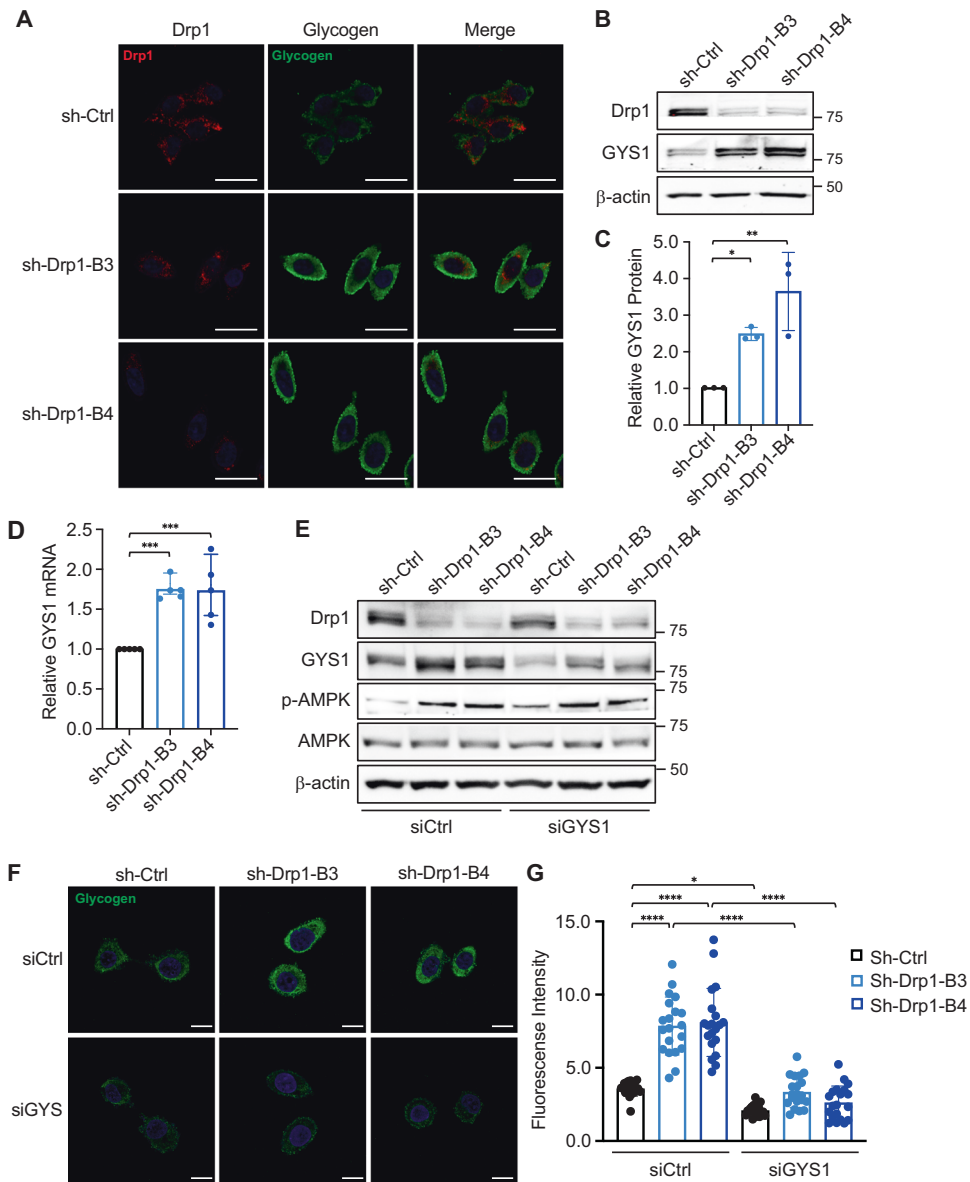 A
Drp1 Glycogen Merge
Drp1 Glycogen
sh-Ctrl
sh-Drp1-B3
sh-Drp1-B4
B
sh-Ctrl sh-Drp1-B3 sh-Drp1-B4
Drp1 75
GYS1 75
β-actin 50
C
Relative GYS1 Protein
5.0
4.0
3.0
2.0
1.0
0.0
* **
sh-Ctrl sh-Drp1-B3 sh-Drp1-B4
D
Relative GYS1 mRNA
2.5
2.0
1.5
1.0
0.5
0.0
***
***
sh-Ctrl sh-Drp1-B3 sh-Drp1-B4
E
sh-Ctrl sh-Drp1-B3 sh-Drp1-B4 sh-Ctrl sh-Drp1-B3 sh-Drp1-B4
Drp1 75
GYS1 75
p-AMPK 75
AMPK 75
β-actin 50
siCtrl siGYS1
F
sh-Ctrl sh-Drp1-B3 sh-Drp1-B4
Glycogen
siCtrl
siGYS
G
Fluorescense Intensity
15.0
10.0
5.0
0.0
*
**** ****
**** ****
Sh-Ctrl
Sh-Drp1-B3
Sh-Drp1-B4
siCtrl siGYS1